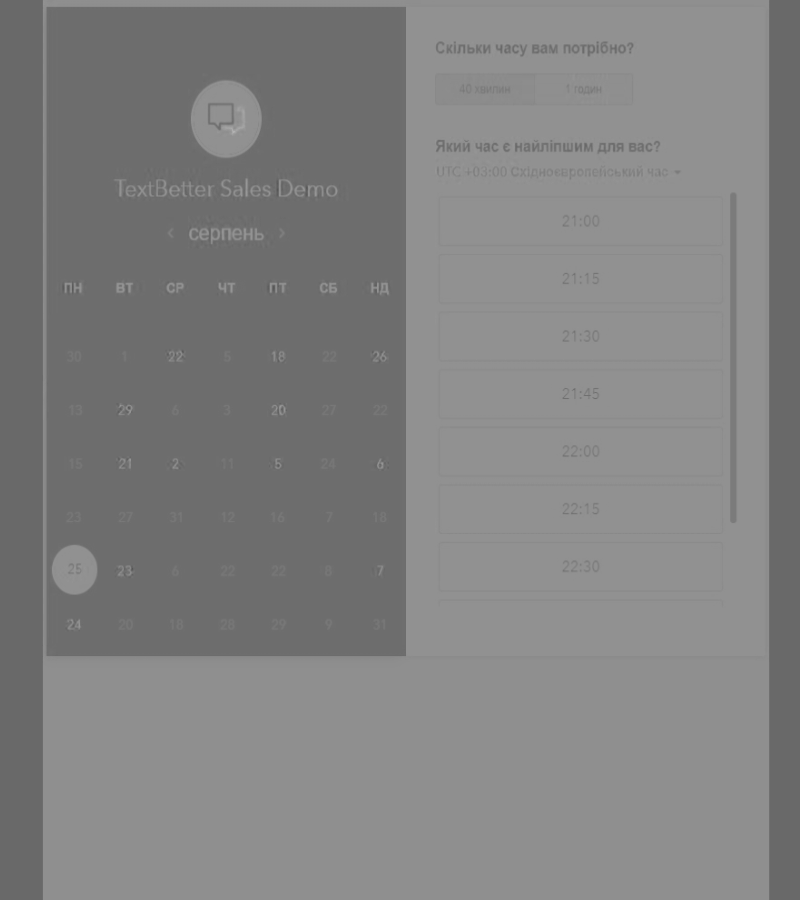 TextBetter Sales Demo
‹ серпень ›
ПН ВТ СР ЧТ ПТ СБ НД
30 1 22 5 18 22 26
13 29 6 3 20 27 22
15 21 2 11 5 24 6
23 27 31 12 16 7 18
25 23 6 22 22 8 7
24 20 18 28 29 9 31
Скільки часу вам потрібно?
40 хвилин 1 годин
Який час є найліпшим для вас?
UTC +03:00 Східноєвропейський час
21:00
21:15
21:30
21:45
22:00
22:15
22:30